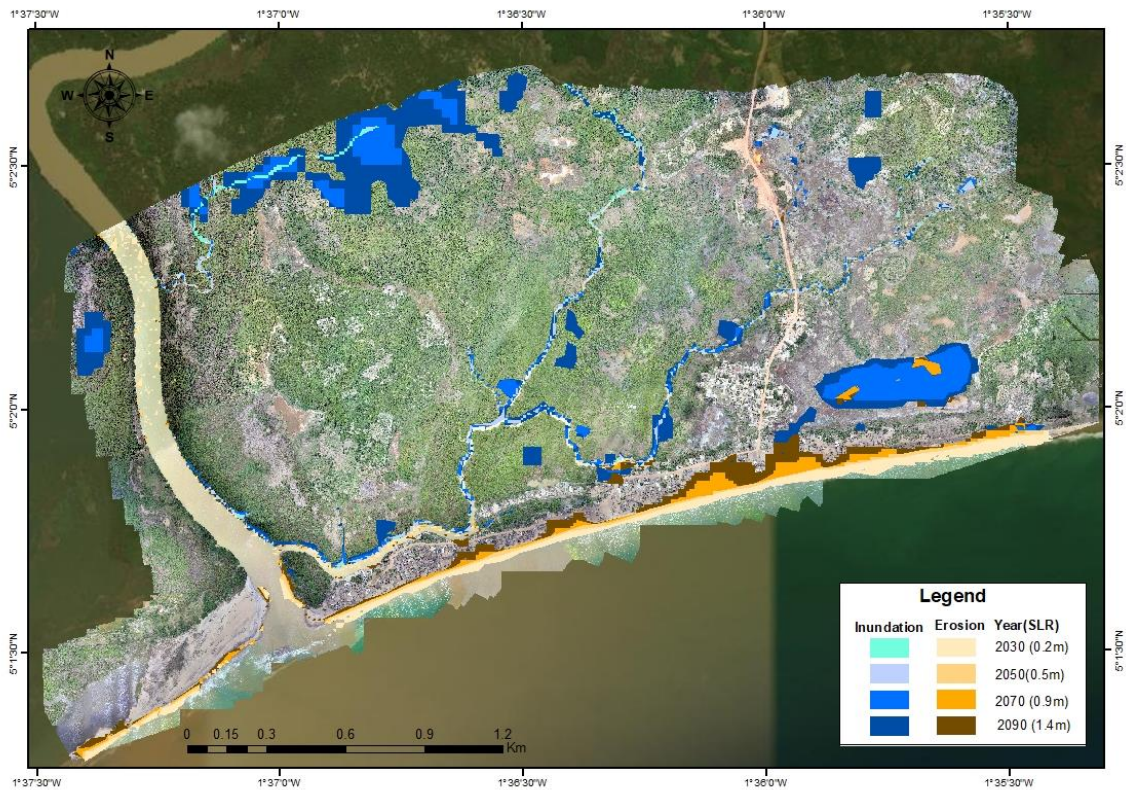 1°37'30"W 1°37'0"W 1°36'30"W 1°36'0"W 1°35'30"W
N
W E
S
5°2'30"N 5°2'30"N
5°2'0"N 5°2'0"N
5°1'30"N 5°1'30"N
Legend
Inundation Erosion Year(SLR)
2030 (0.2m)
2050(0.5m)
2070 (0.9m)
2090 (1.4m)
0 0.15 0.3 0.6 0.9 1.2
Km
1°37'30"W 1°37'0"W 1°36'30"W 1°36'0"W 1°35'30"W